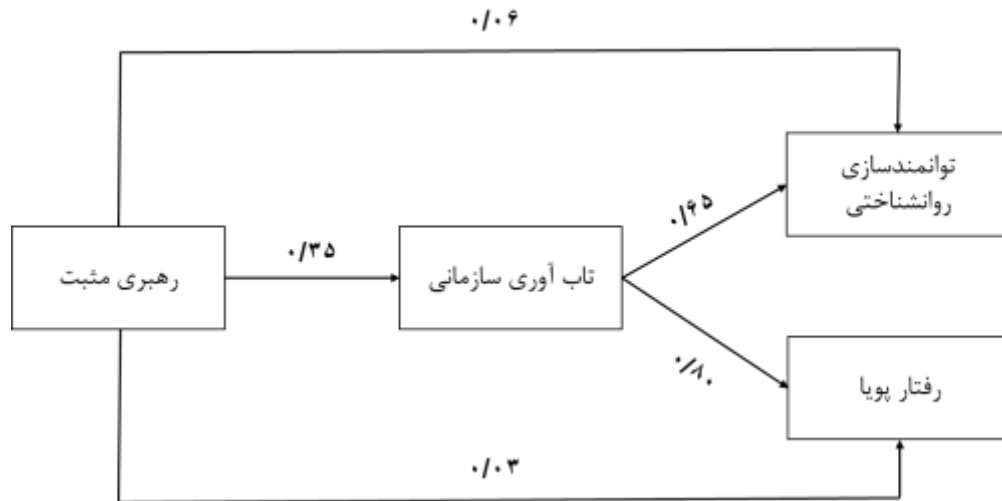 ۰/۰۶
توانمندسازی
روانشناختی
۰/۶۵
۰/۳۵
رهبری مثبت
تاب آوری سازمانی
۰/۸۰
رفتار پویا
۰/۰۳